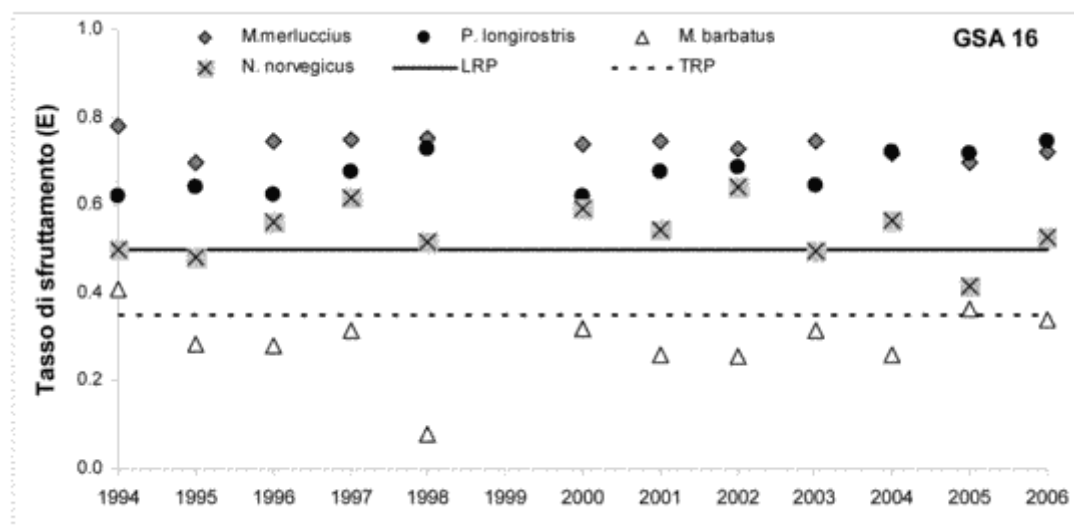 M.merluccius P. longirostris M. barbatus GSA 16
N. norvegicus LRP TRP
Tasso di sfruttamento (E)
1.0
0.8
0.6
0.4
0.2
0.0
1994 1995 1996 1997 1998 1999 2000 2001 2002 2003 2004 2005 2006